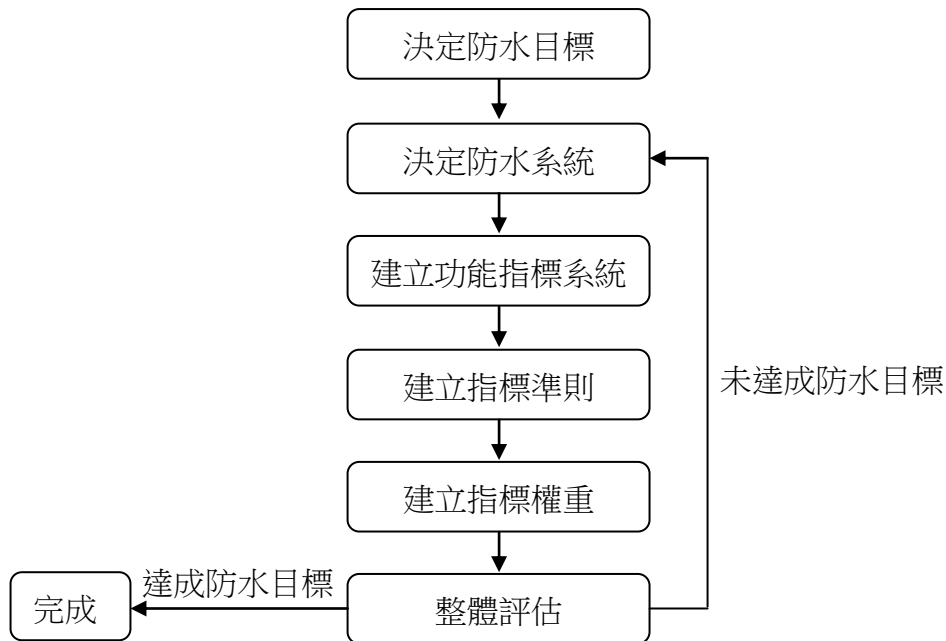 決定防水目標
決定防水系統
建立功能指標系統
建立指標準則
未達成防水目標
建立指標權重
達成防水目標
完成
整體評估